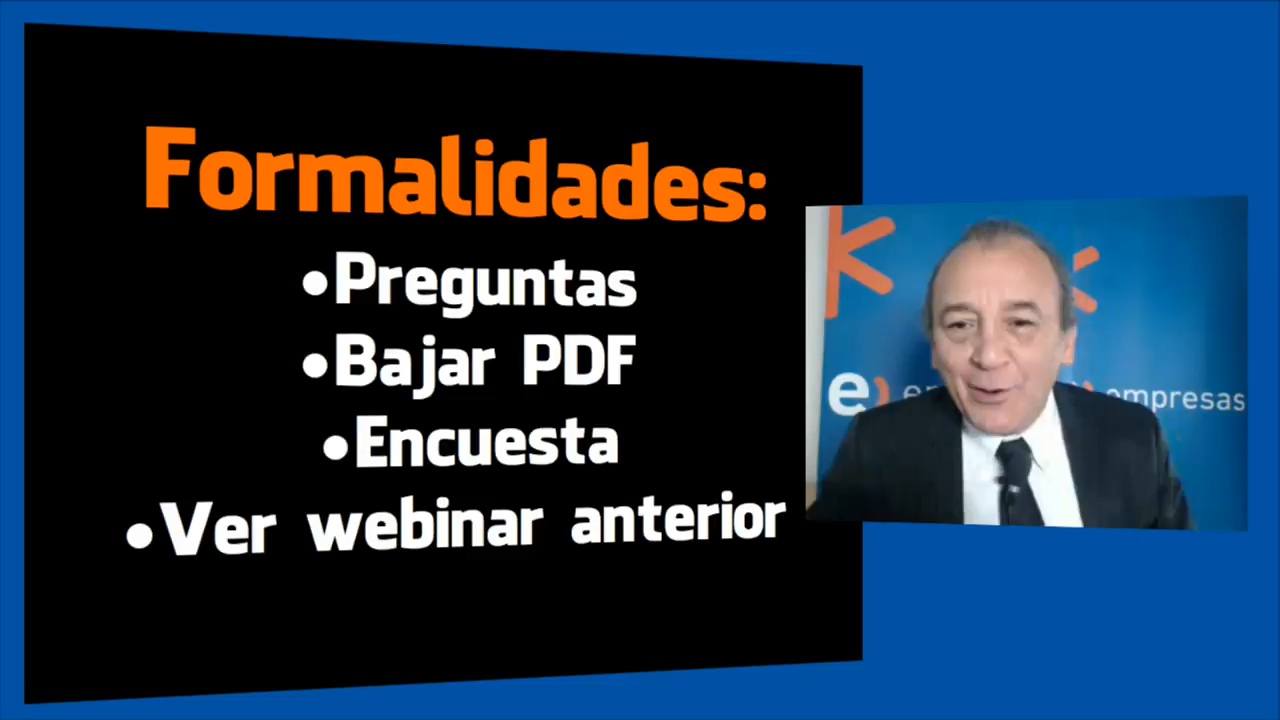 Formalidades:
•Preguntas
•Bajar PDF
•Encuesta
•Ver webinar anterior
e) empresas